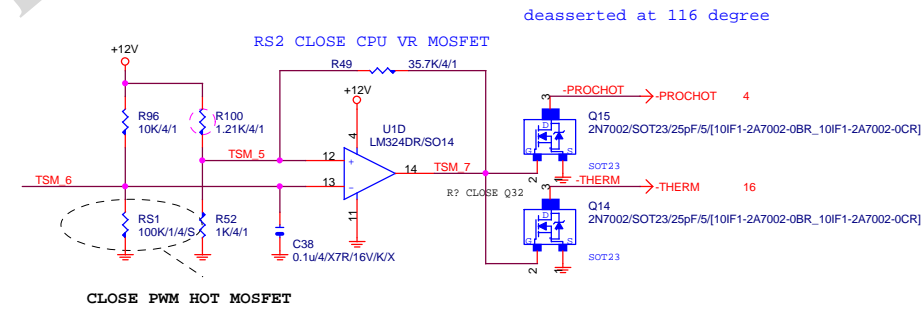 deasserted at 116 degree
RS2 CLOSE CPU VR MOSFET
+12V
R49
35.7K/4/1
R96
10K/4/1
R100
1.21K/4/1
+12V
U1D
LM324DR/SO14
TSM_5
12
13
4
11
14
TSM_7
TSM_6
RS1
100K/1/4/S
R52
1K/4/1
C38
0.1u/4/X7R/16V/K/X
R? CLOSE Q32
CLOSE PWM HOT MOSFET
3
-PROCHOT
-PROCHOT
4
Q15
2N7002/SOT23/25pF/5/[10IF1-2A7002-0BR_10IF1-2A7002-0CR]
D
G
S
2
1
SOT23
3
-THERM
-THERM
16
Q14
2N7002/SOT23/25pF/5/[10IF1-2A7002-0BR_10IF1-2A7002-0CR]
D
G
S
2
1
SOT23